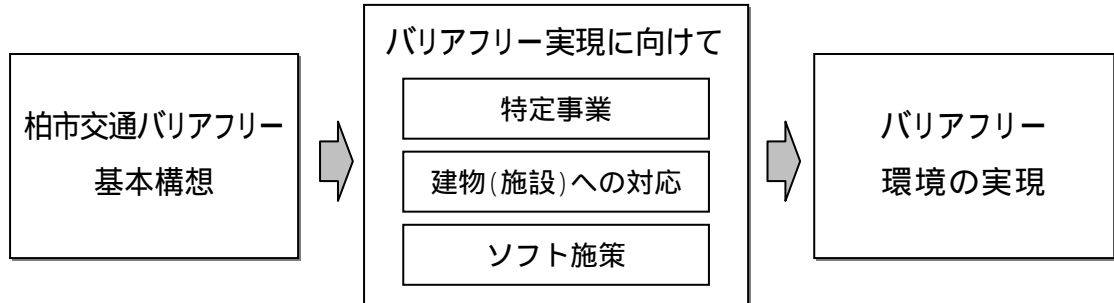 柏市交通バリアフリー
基本構想
バリアフリー実現に向けて
特定事業
建物(施設)への対応
ソフト施策
バリアフリー
環境の実現